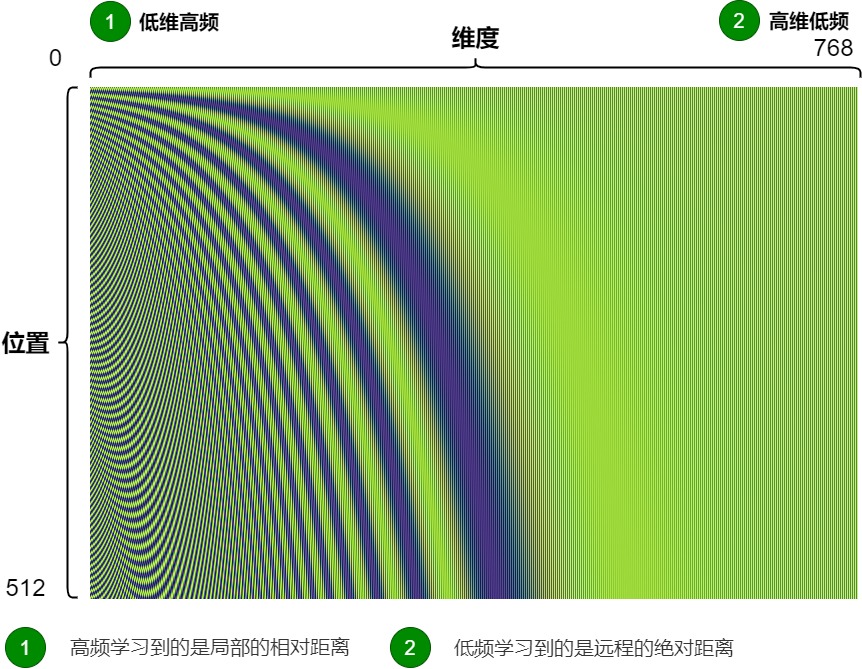 1 低维高频
2 高维低频
维度
0
768
位置
512
1 高频学习到的是局部的相对距离
2 低频学习到的是远程的绝对距离